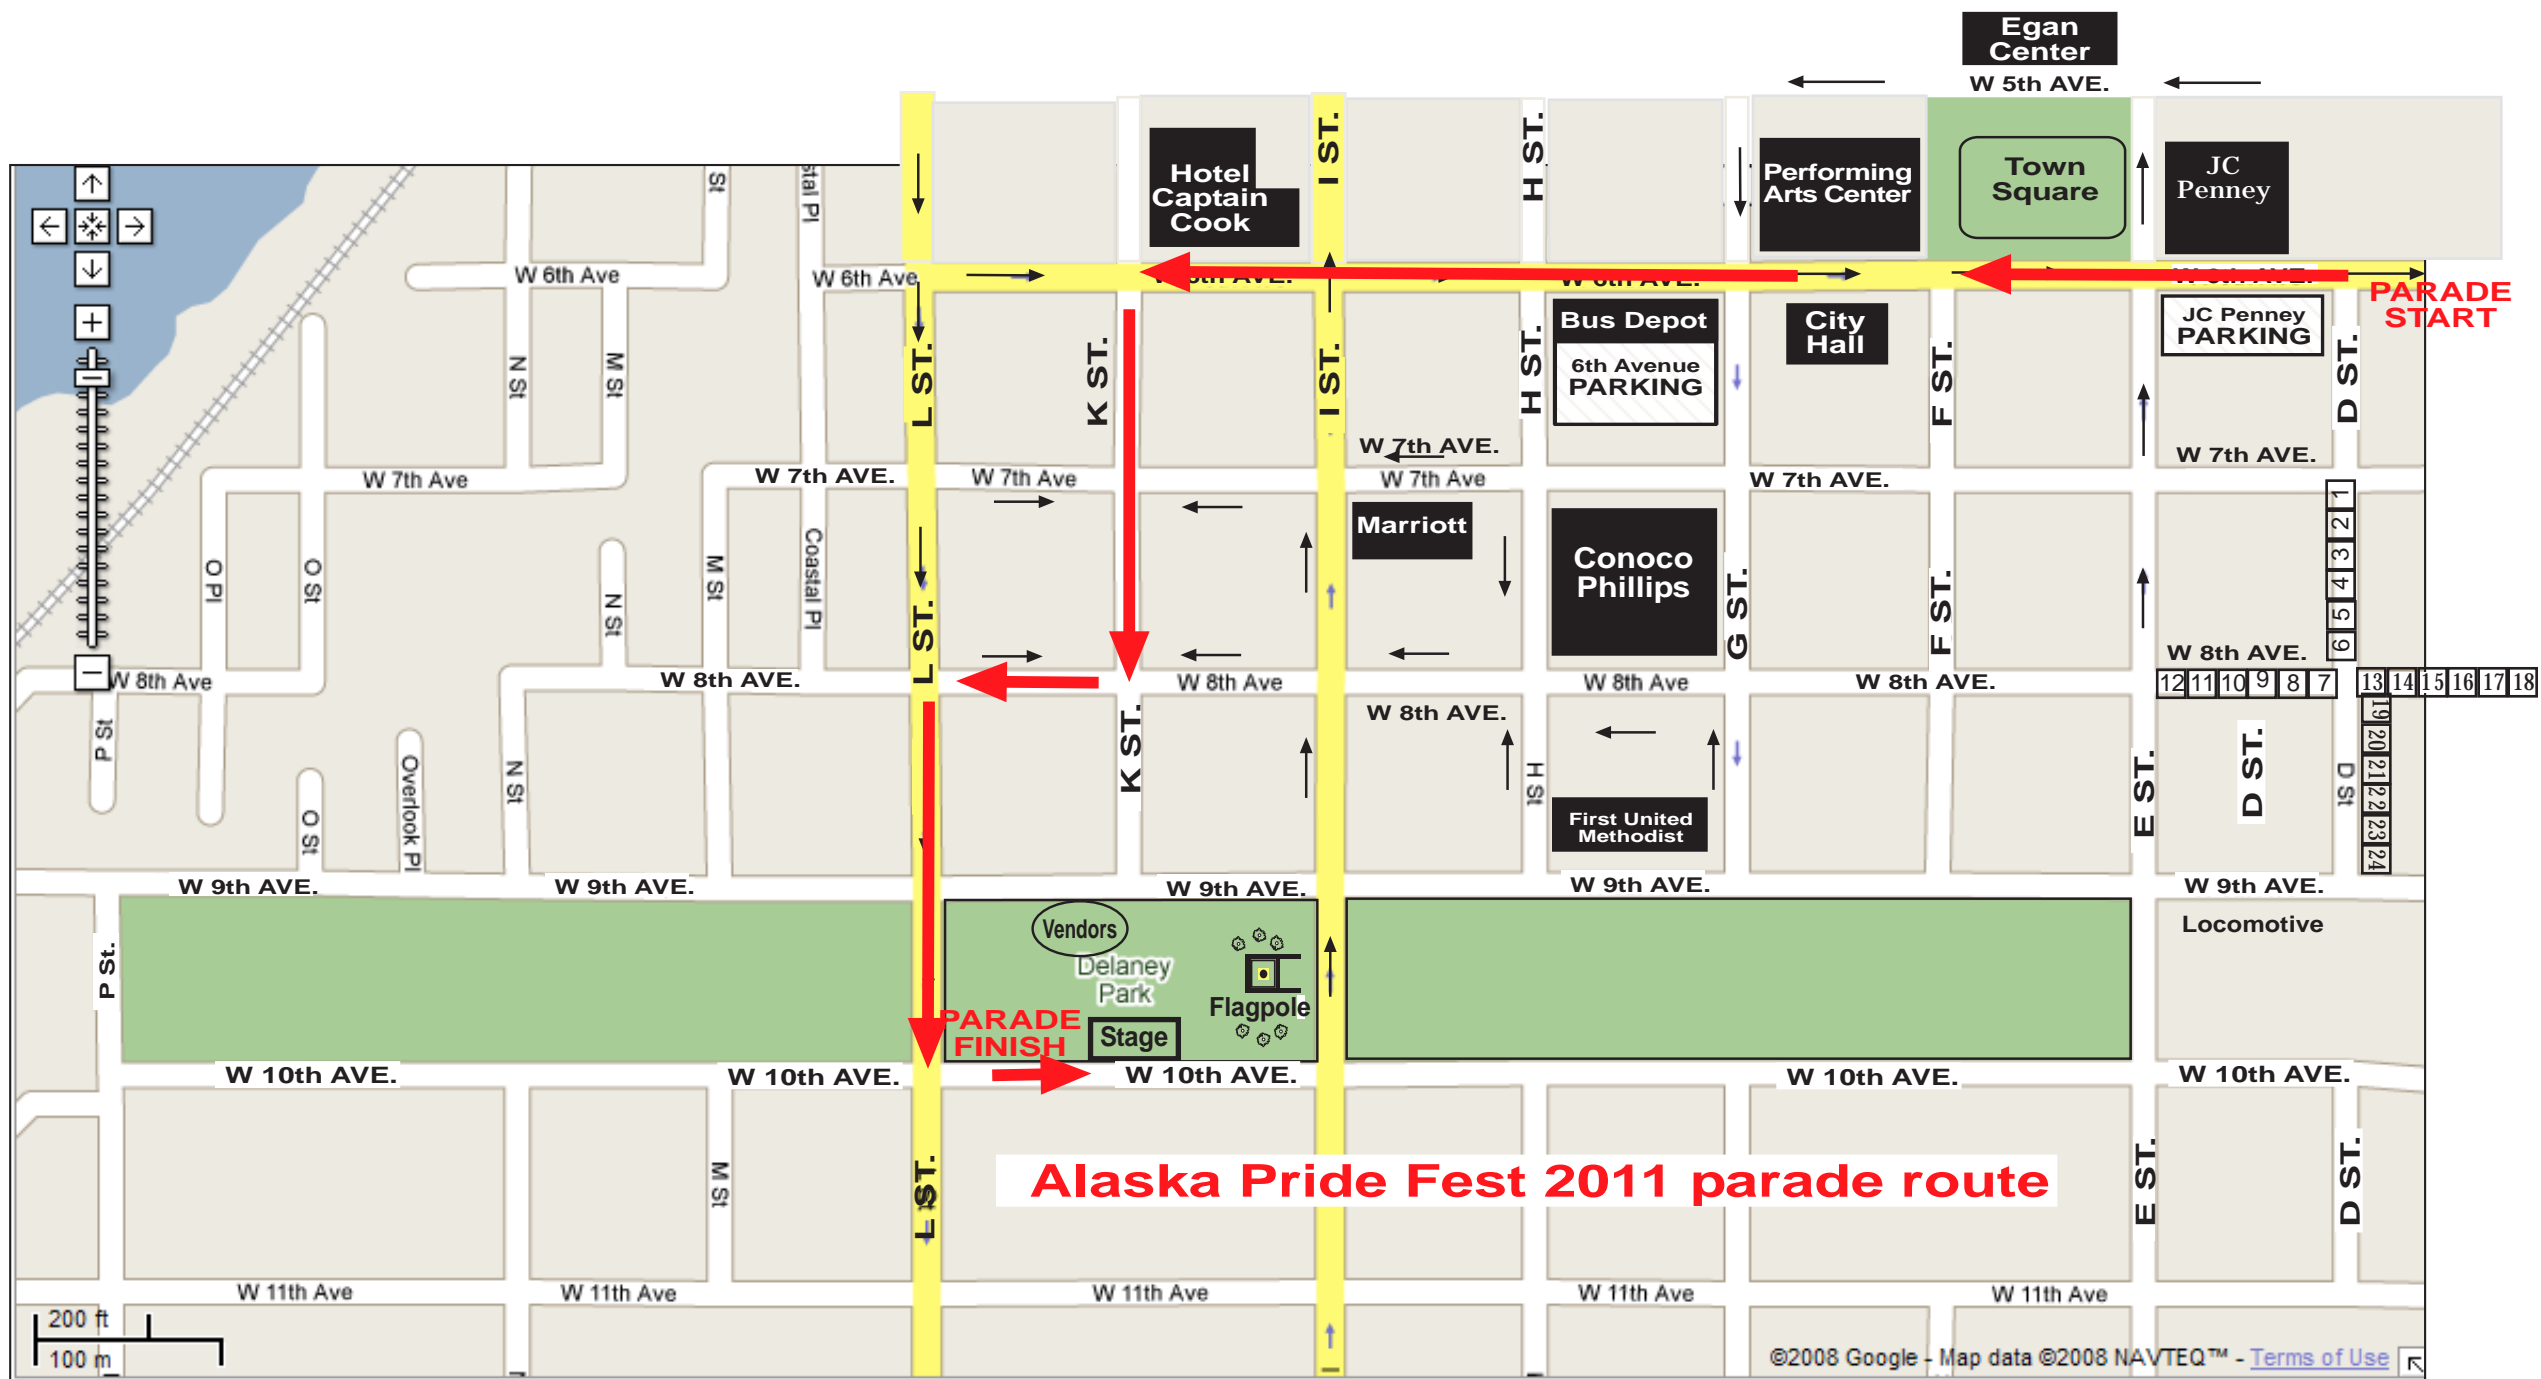 Egan
Center
W 5th AVE.
Hotel
Captain
Cook
I ST.
H ST.
Performing
Arts Center
Town
Square
JC
Penney
St
stal Pl
W 6th Ave
W 6th Ave
W 6th AVE.
PARADE
START
Bus Depot
6th Avenue
PARKING
City
Hall
JC Penney
PARKING
N St
M St
L ST.
K ST.
I ST.
H ST.
F ST.
D ST.
W 7th AVE.
W 7th AVE.
W 7th Ave
W 7th AVE.
W 7th Ave
W 7th Ave
W 7th AVE.
Marriott
Conoco
Phillips
O Pl
O St
N St
M St
Coastal Pl
L ST.
G ST.
F ST.
1
2
3
4
5
6
W 8th AVE.
W 8th Ave
W 8th AVE.
W 8th Ave
W 8th Ave
W 8th AVE.
12 11 10 9 8 7
13 14 15 16 17 18
W 8th AVE.
P St
O St
Overlook Pl
N St
K ST.
H St
First United
Methodist
E ST.
D ST.
D St
19
20
21
22
23
24
W 9th AVE.
W 9th AVE.
W 9th AVE.
W 9th AVE.
W 9th AVE.
P St.
Vendors
Delaney
Park
Flagpole
Stage
PARADE
FINISH
Locomotive
W 10th AVE.
W 10th AVE.
W 10th AVE.
W 10th AVE.
W 10th AVE.
M St
L ST.
Alaska Pride Fest 2011 parade route
E ST.
D ST.
W 11th Ave
W 11th Ave
W 11th Ave
W 11th Ave
W 11th Ave
200 ft
100 m
©2008 Google - Map data ©2008 NAVTEQ™ - Terms of Use